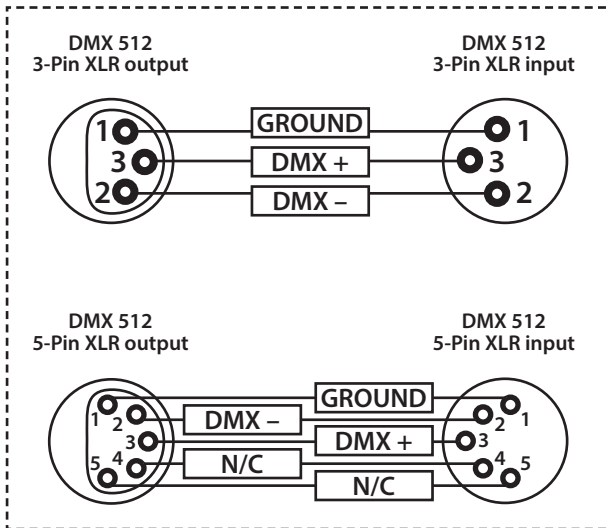 DMX 512
3-Pin XLR output
DMX 512
3-Pin XLR input
1 GROUND 1
3 DMX + 3
2 DMX – 2
DMX 512
5-Pin XLR output
DMX 512
5-Pin XLR input
1 GROUND 1
2 DMX – 2
3 DMX + 3
4 N/C 4
5 N/C 5